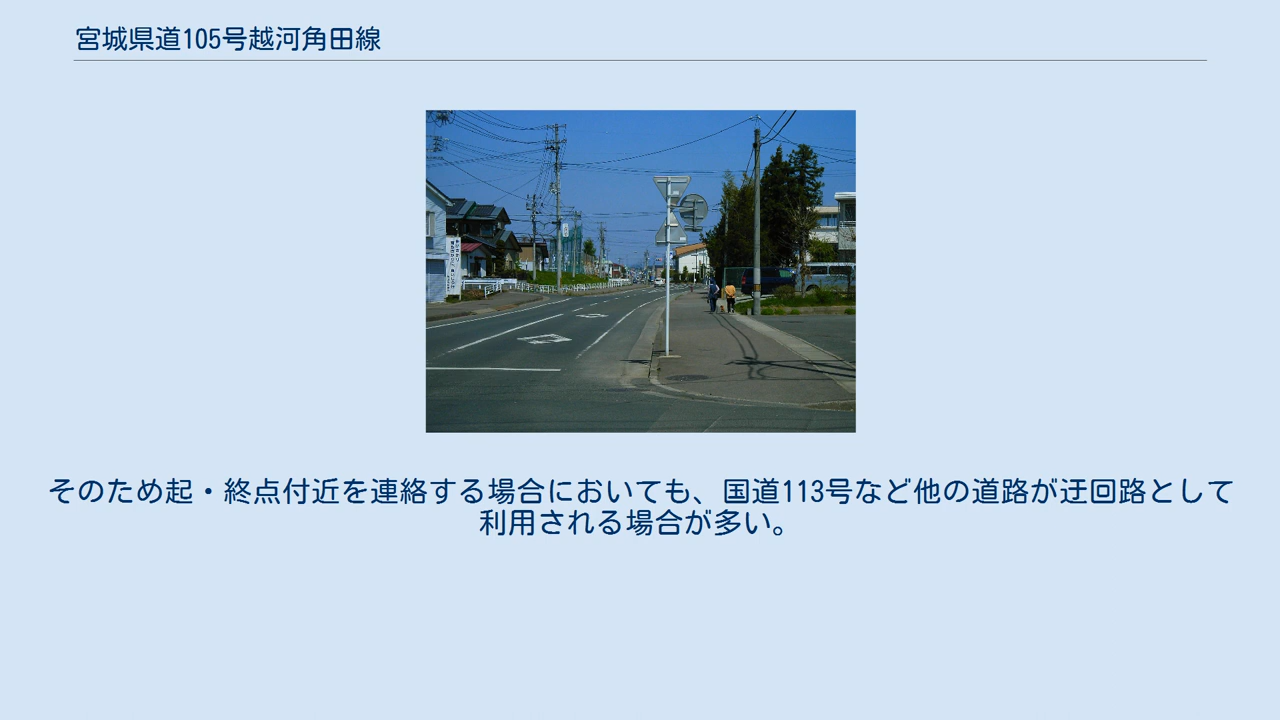 宮城県道105号越河角田線
そのため起・終点付近を連絡する場合においても、国道113号など他の道路が迂回路として
利用される場合が多い。